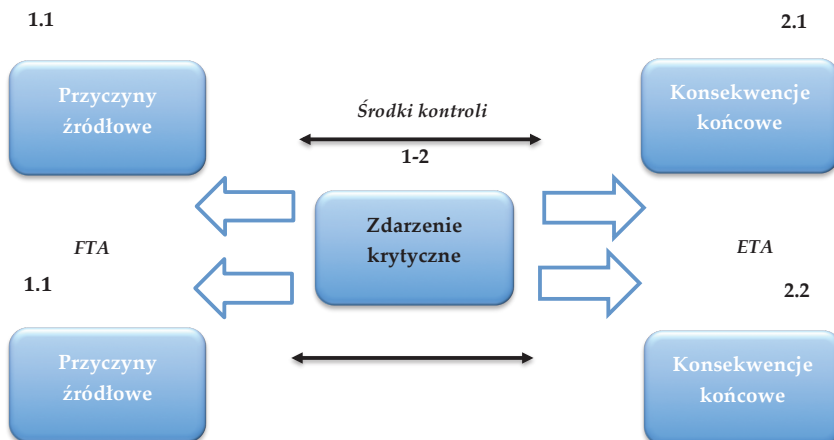 1.1
2.1
Przyczyny
źródłowe
Środki kontroli
Konsekwencje
końcowe
1-2
Zdarzenie
krytyczne
FTA
ETA
1.1
2.2
Przyczyny
źródłowe
Konsekwencje
końcowe